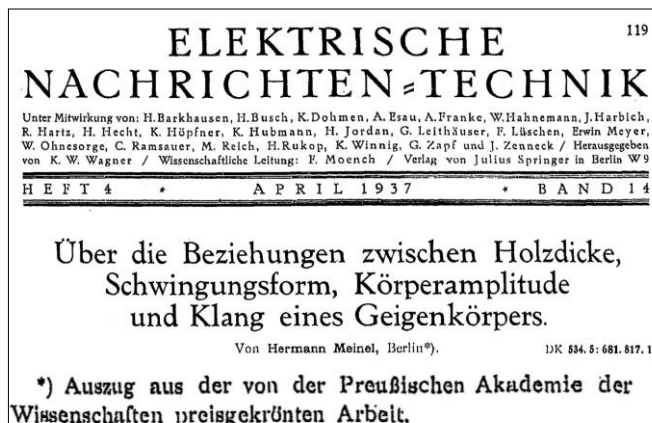 119
ELEKTRISCHE
NACHRICHTEN-TECHNIK
Unter Mitwirkung von: H. Barkhausen, H. Busch, K. Dohmen, A. Esau, A. Franke, W. Hahnemann, J. Harbich,
R. Hartz, H. Hecht, K. Höpfner, K. Hubmann, H. Jordan, G. Leithäuser, F. Lüschen, Erwin Meyer,
W. Ohnesorge, C. Ramsauer, M. Reich, H. Rukop, K. Winnig, G. Zapf und J. Zenneck / Herausgegeben
von K. W. Wagner / Wissenschaftliche Leitung: F. Moench / Verlag von Julius Springer in Berlin W 9
HEFT 4 * APRIL 1937 * BAND 14
Über die Beziehungen zwischen Holzdicke,
Schwingungsform, Körperamplitude
und Klang eines Geigenkörpers.
Von Hermann Meinel, Berlin*). DK 534. 5: 681. 817. 1
*) Auszug aus der von der Preußischen Akademie der
Wissenschaften preisgekrönten Arbeit.